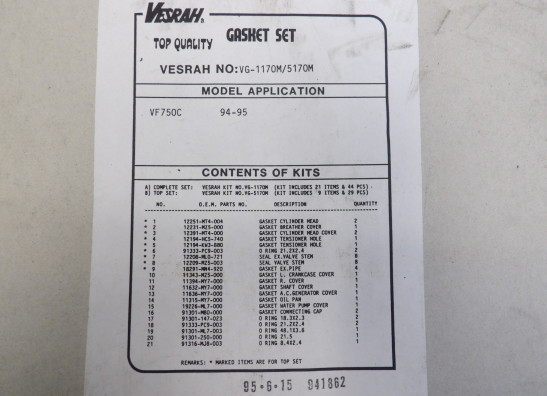 VESRAH®
TOP QUALITY GASKET SET
VESRAH NO:VG-1170M/5170M
MODEL APPLICATION
VF750C 94-95
CONTENTS OF KITS
A) COMPLETE SET: VESRAH KIT NO.VG-1170M (KIT INCLUDES 21 ITEMS & 44 PCS)
B) TOP SET: VESRAH KIT NO.VG-5170M (KIT INCLUDES 9 ITEMS & 29 PCS)
NO. O.E.M. PARTS NO. DESCRIPTION QUANTITY
* 1 12251-MT4-004 GASKET CYLINDER HEAD 2
* 2 12231-MZ5-000 GASKET BREATHER COVER 1
* 3 12391-MT4-000 GASKET CYLINDER HEAD COVER 2
* 4 12194-HC5-740 GASKET TENSIONER HOLE 1
* 5 12194-KW3-880 GASKET TENSIONER HOLE 1
* 6 91333-PC9-003 O RING 21.2X2.4 2
* 7 12208-ML0-721 SEAL EX.VALVE STEM 8
* 8 12209-MZ5-003 SEAL VALVE STEM 8
* 9 18291-MM4-920 GASKET EX.PIPE 4
10 11343-MZ5-000 GASKET L. CRANKCASE COVER 1
11 11394-MY7-000 GASKET R. COVER 1
12 11632-MY7-000 GASKET SHAFT COVER 1
13 11636-MY7-000 GASKET A.C.GENERATOR COVER 1
14 11315-MY7-000 GASKET OIL PAN 1
15 19226-ML7-000 GASKET WATER PUMP COVER 1
16 91301-MB0-000 GASKET CONNECTING CAP 2
17 91301-147-023 O RING 18.3X2.3 2
18 91333-PC9-003 O RING 21.2X2.4 2
19 91301-ML7-003 O RING 48.1X3.6 1
20 91301-250-000 O RING 21.5 1
21 91316-MJ8-003 O RING 8.4X2.4 1
REMARKS: * MARKED ITEMS ARE FOR TOP SET
95·6·15 941862